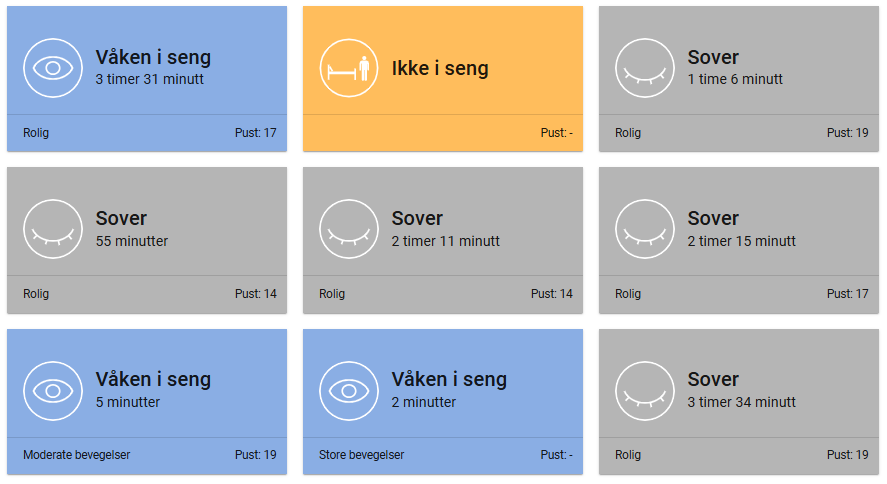 Våken i seng
3 timer 31 minutt
Rolig
Pust: 17
Ikke i seng
Pust: -
Sover
1 time 6 minutt
Rolig
Pust: 19
Sover
55 minutter
Rolig
Pust: 14
Sover
2 timer 11 minutt
Rolig
Pust: 14
Sover
2 timer 15 minutt
Rolig
Pust: 17
Våken i seng
5 minutter
Moderate bevegelser
Pust: 19
Våken i seng
2 minutter
Store bevegelser
Pust: -
Sover
3 timer 34 minutt
Rolig
Pust: 19